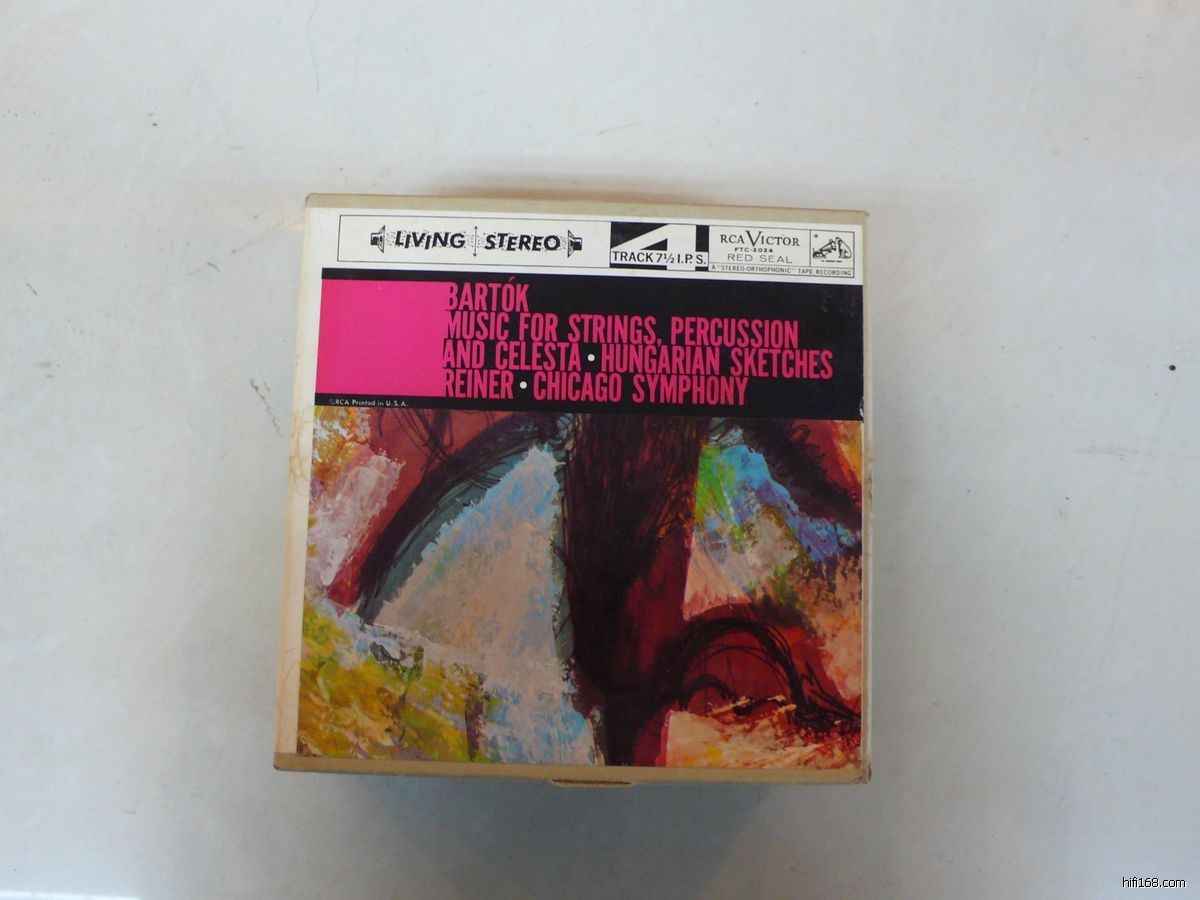 LIVING STEREO
4
TRACK 7½ I.P.S.
RCA VICTOR
FTC-2024
RED SEAL
A "STEREO-ORTHOPHONIC" TAPE RECORDING
BARTÓK
MUSIC FOR STRINGS, PERCUSSION
AND CELESTA • HUNGARIAN SKETCHES
REINER • CHICAGO SYMPHONY
©RCA Printed in U.S.A.
hifi168.com